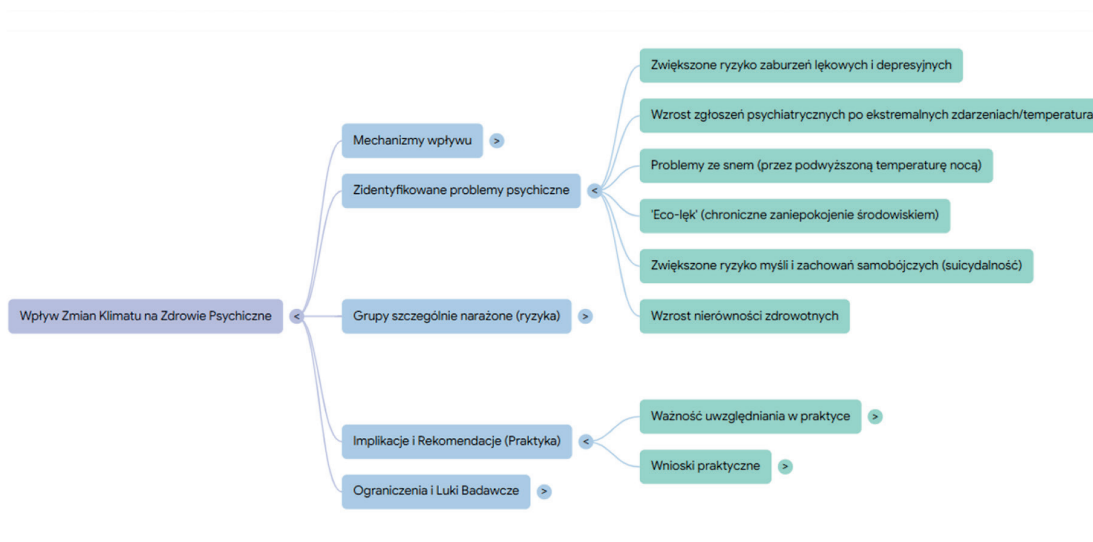 Wpływ Zmian Klimatu na Zdrowie Psychiczne
<
Mechanizmy wpływu
>
Zidentyfikowane problemy psychiczne
<
Zwiększone ryzyko zaburzeń lękowych i depresyjnych
Wzrost zgłoszeń psychiatrycznych po ekstremalnych zdarzeniach/temperatura
Problemy ze snem (przez podwyższoną temperaturę nocą)
'Eco-lęk' (chroniczne zaniepokojenie środowiskiem)
Zwiększone ryzyko myśli i zachowań samobójczych (suicydalność)
Wzrost nierówności zdrowotnych
Grupy szczególnie narażone (ryzyka)
>
Implikacje i Rekomendacje (Praktyka)
<
Ważność uwzględniania w praktyce
>
Wnioski praktyczne
>
Ograniczenia i Luki Badawcze
>